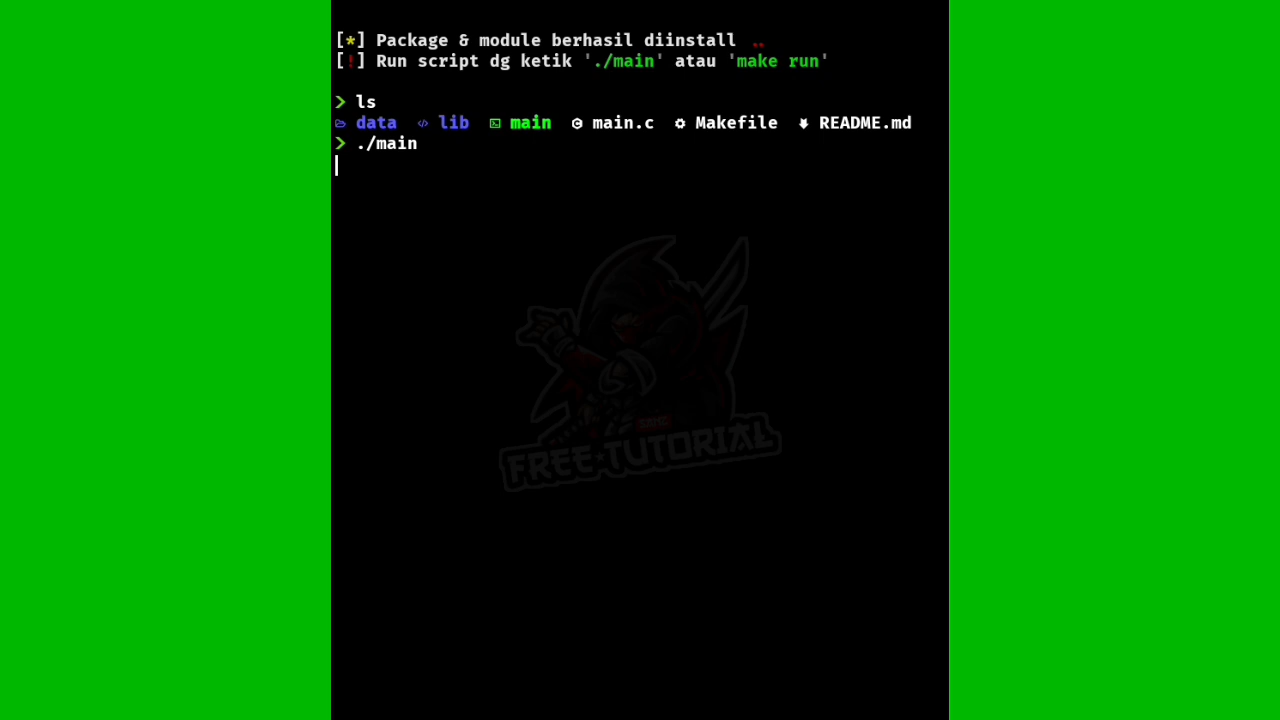 [*] Package & module berhasil diinstall ..
[!] Run script dg ketik './main' atau 'make run'
> ls
data lib main main.c Makefile README.md
> ./main
FREE TUTORIAL